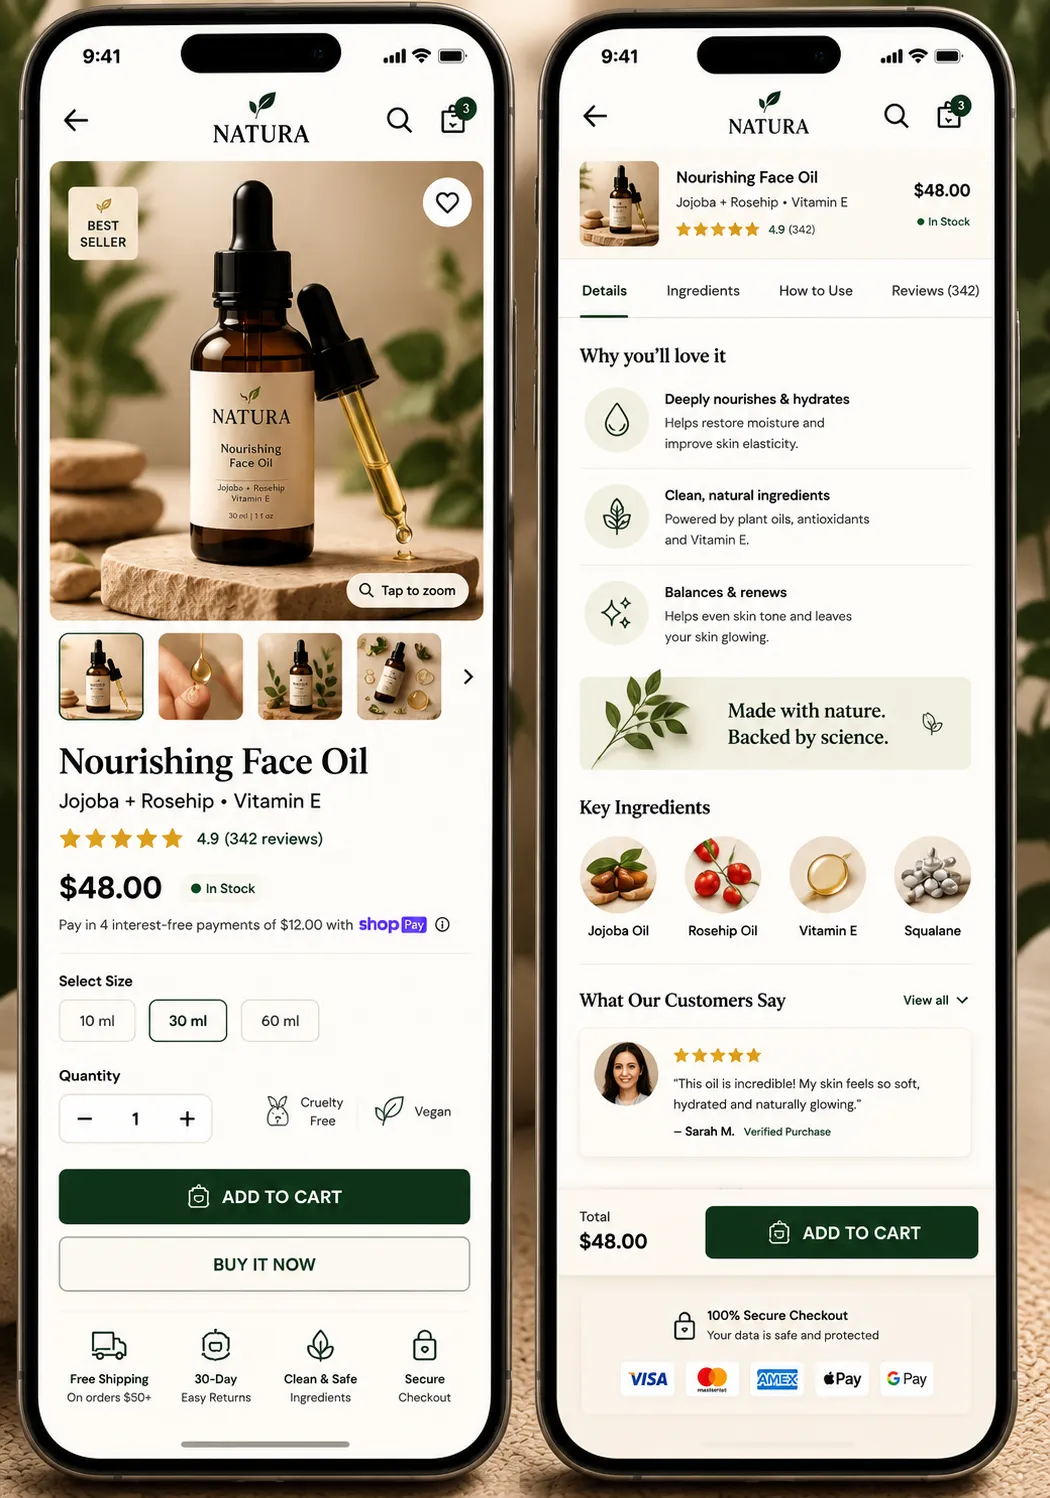 9:41
NATURA
3
BEST
SELLER
NATURA
Nourishing
Face Oil
Jojoba + Rosehip
Vitamin E
30 ml | 1 fl oz
Tap to zoom
Nourishing Face Oil
Jojoba + Rosehip • Vitamin E
4.9 (342 reviews)
$48.00
In Stock
Pay in 4 interest-free payments of $12.00 with shop Pay
Select Size
10 ml
30 ml
60 ml
Quantity
1
Cruelty
Free
Vegan
ADD TO CART
BUY IT NOW
Free Shipping
On orders $50+
30-Day
Easy Returns
Clean & Safe
Ingredients
Secure
Checkout
9:41
NATURA
3
Nourishing Face Oil
Jojoba + Rosehip • Vitamin E
4.9 (342)
$48.00
In Stock
Details
Ingredients
How to Use
Reviews (342)
Why you'll love it
Deeply nourishes & hydrates
Helps restore moisture and
improve skin elasticity.
Clean, natural ingredients
Powered by plant oils, antioxidants
and Vitamin E.
Balances & renews
Helps even skin tone and leaves
your skin glowing.
Made with nature.
Backed by science.
Key Ingredients
Jojoba Oil
Rosehip Oil
Vitamin E
Squalane
What Our Customers Say
View all
"This oil is incredible! My skin feels so soft,
hydrated and naturally glowing."
– Sarah M. Verified Purchase
Total
$48.00
ADD TO CART
100% Secure Checkout
Your data is safe and protected
VISA
AMEX
Pay
G Pay